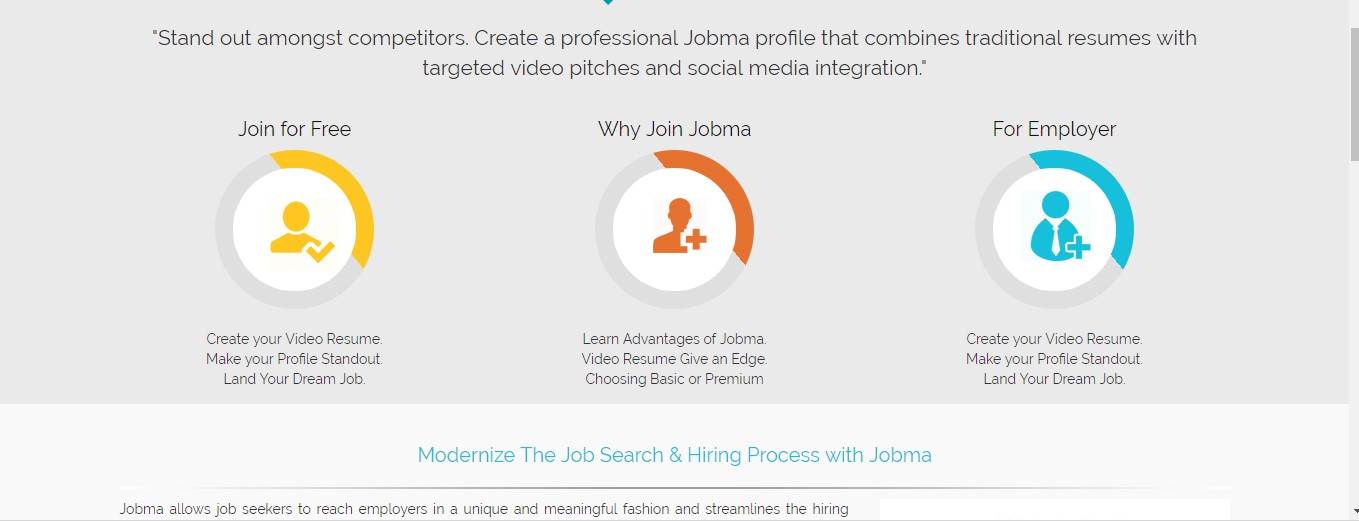 "Stand out amongst competitors. Create a professional Jobma profile that combines traditional resumes with
targeted video pitches and social media integration."
Join for Free
Why Join Jobma
For Employer
Create your Video Resume.
Make your Profile Standout.
Land Your Dream Job.
Learn Advantages of Jobma.
Video Resume Give an Edge.
Choosing Basic or Premium
Create your Video Resume.
Make your Profile Standout.
Land Your Dream Job.
Modernize The Job Search & Hiring Process with Jobma
Jobma allows job seekers to reach employers in a unique and meaningful fashion and streamlines the hiring